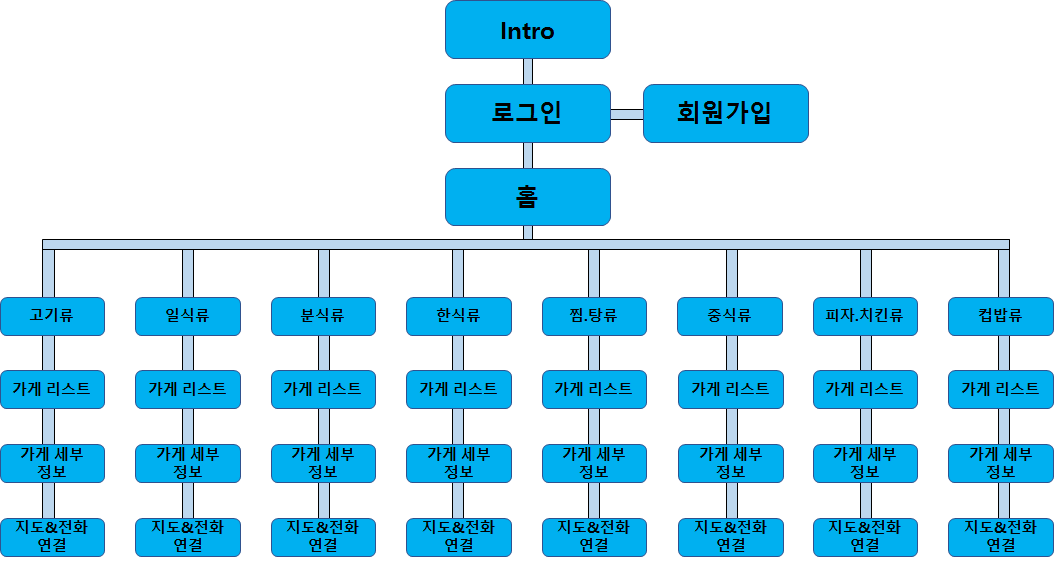 Intro
로그인
회원가입
홈
고기류
일식류
분식류
한식류
찜.탕류
중식류
피자.치킨류
컵밥류
가게 리스트
가게 리스트
가게 리스트
가게 리스트
가게 리스트
가게 리스트
가게 리스트
가게 리스트
가게 세부
정보
가게 세부
정보
가게 세부
정보
가게 세부
정보
가게 세부
정보
가게 세부
정보
가게 세부
정보
가게 세부
정보
지도&전화
연결
지도&전화
연결
지도&전화
연결
지도&전화
연결
지도&전화
연결
지도&전화
연결
지도&전화
연결
지도&전화
연결